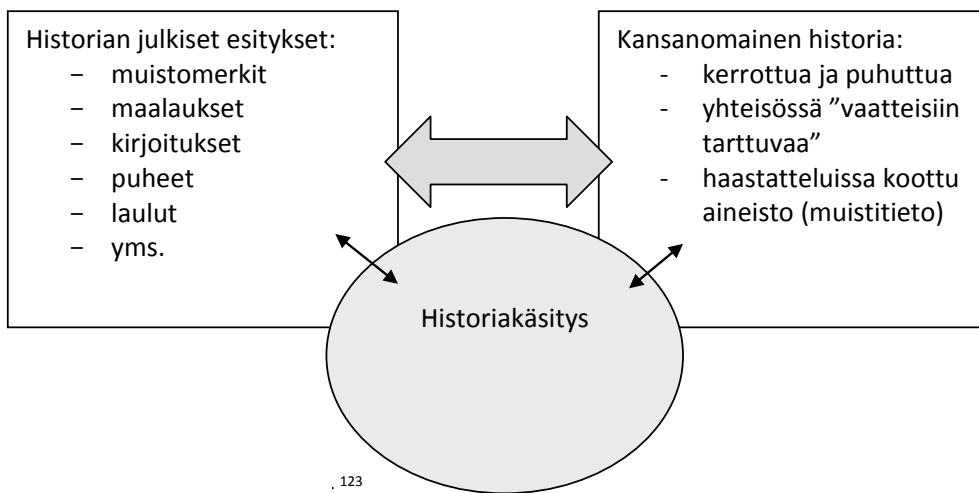 Historian julkiset esitykset:
− muistomerkit
− maalaukset
− kirjoitukset
− puheet
− laulut
− yms.
Kansanomainen historia:
- kerrottua ja puhuttua
- yhteisössä ”vaatteisiin
tarttuvaa”
- haastatteluissa koottu
aineisto (muistitieto)
Historiakäsitys
. 123